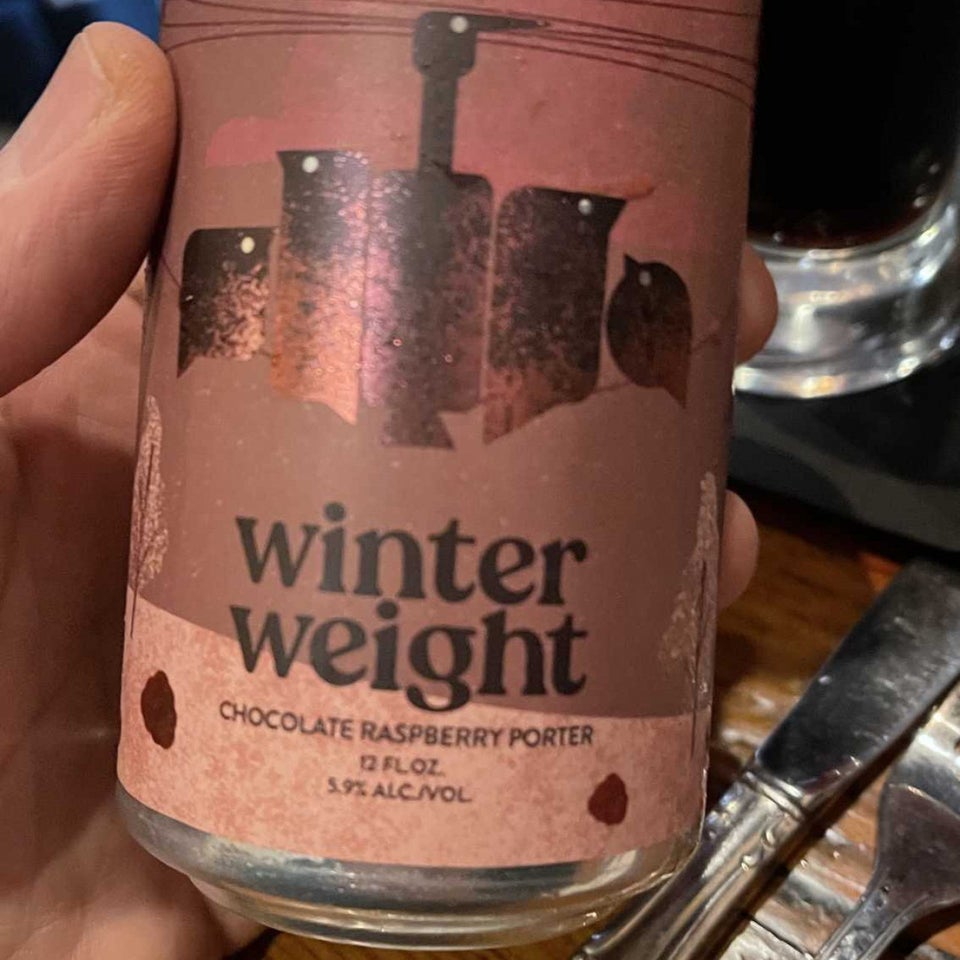 winter
weight
CHOCOLATE RASPBERRY PORTER
12 FL.OZ.
5.9% ALC./VOL.